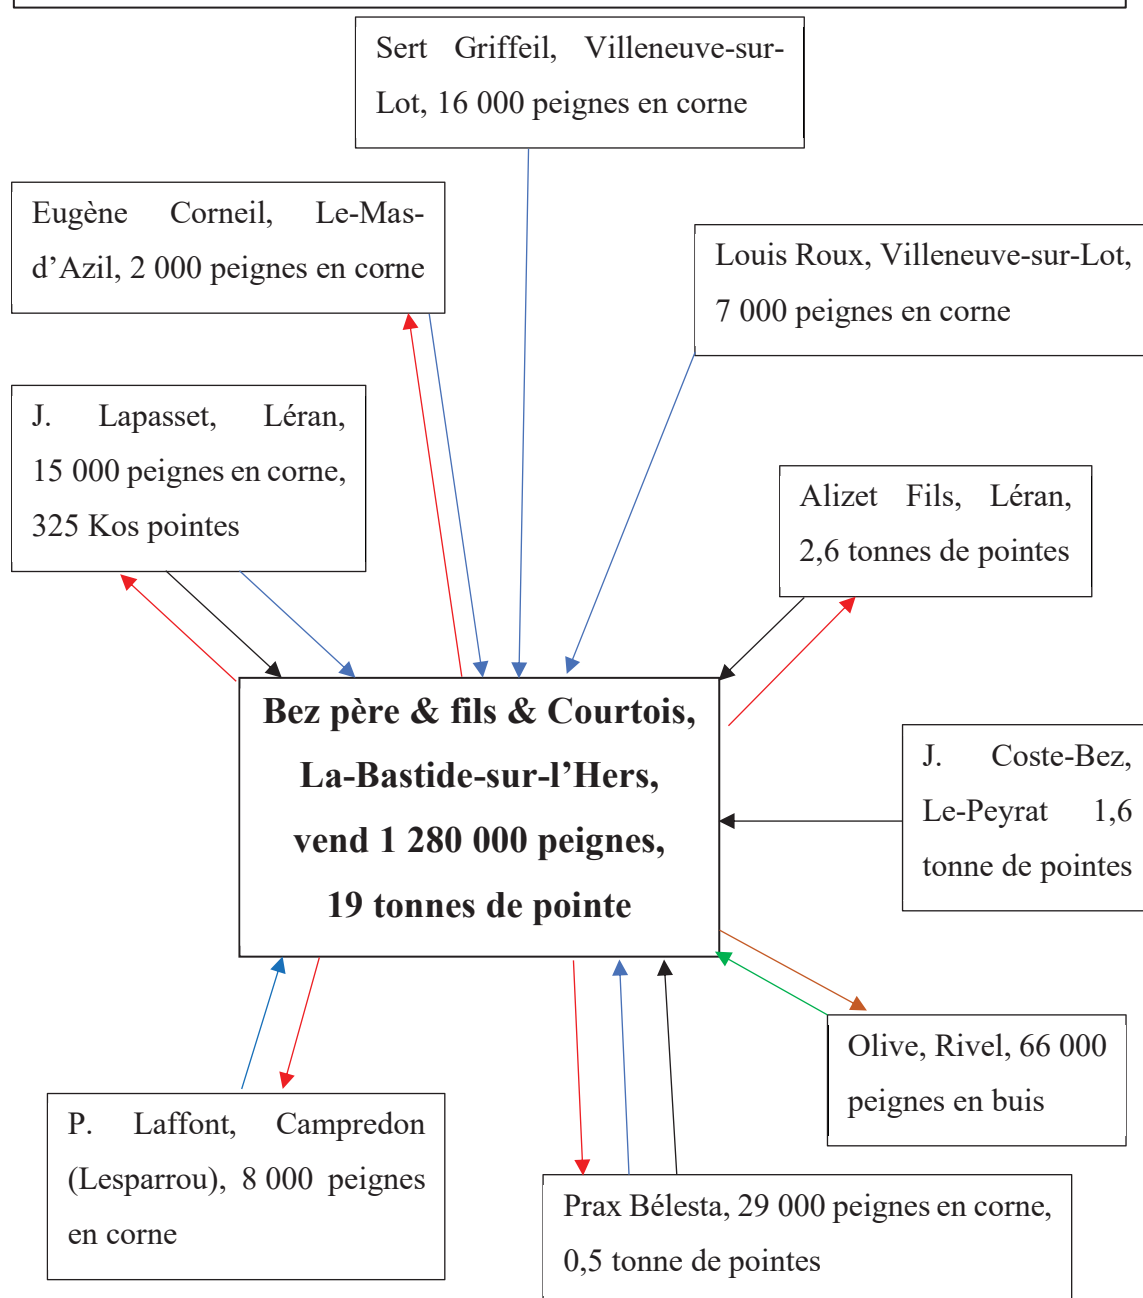 Sert Griffeil, Villeneuve-sur-
Lot, 16 000 peignes en corne
Eugène Corneil, Le-Mas-
d’Azil, 2 000 peignes en corne
Louis Roux, Villeneuve-sur-Lot,
7 000 peignes en corne
J. Lapasset, Léran,
15 000 peignes en corne,
325 Kos pointes
Alizet Fils, Léran,
2,6 tonnes de pointes
Bez père & fils & Courtois,
La-Bastide-sur-l’Hers,
vend 1 280 000 peignes,
19 tonnes de pointe
J. Coste-Bez,
Le-Peyrat 1,6
tonne de pointes
Olive, Rivel, 66 000
peignes en buis
P. Laffont, Campredon
(Lesparrou), 8 000 peignes
en corne
Prax Bélesta, 29 000 peignes en corne,
0,5 tonne de pointes